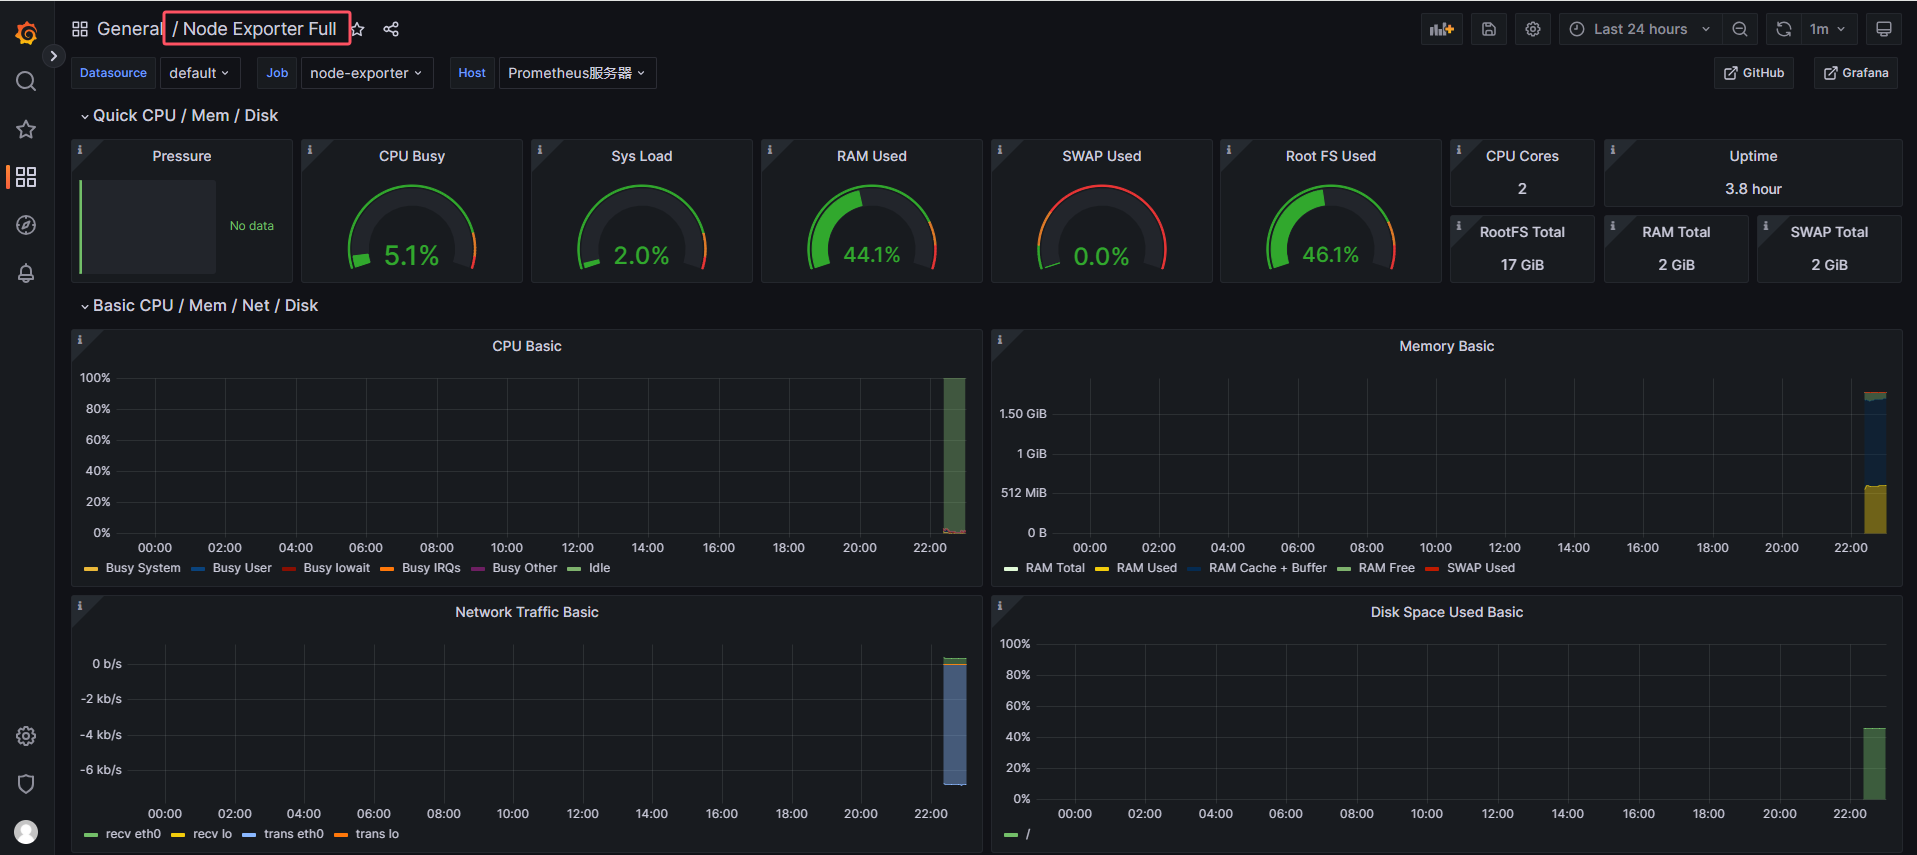 General / Node Exporter Full
Last 24 hours
1m
Datasource default Job node-exporter Host Prometheus服务器
GitHub Grafana
Quick CPU / Mem / Disk
Pressure
No data
CPU Busy
5.1%
Sys Load
2.0%
RAM Used
44.1%
SWAP Used
0.0%
Root FS Used
46.1%
CPU Cores
2
Uptime
3.8 hour
RootFS Total
17 GiB
RAM Total
2 GiB
SWAP Total
2 GiB
Basic CPU / Mem / Net / Disk
CPU Basic
100%
80%
60%
40%
20%
0%
00:00 02:00 04:00 06:00 08:00 10:00 12:00 14:00 16:00 18:00 20:00 22:00
Busy System Busy User Busy Iowait Busy IRQs Busy Other Idle
Memory Basic
1.50 GiB
1 GiB
512 MiB
0 B
00:00 02:00 04:00 06:00 08:00 10:00 12:00 14:00 16:00 18:00 20:00 22:00
RAM Total RAM Used RAM Cache + Buffer RAM Free SWAP Used
Network Traffic Basic
0 b/s
-2 kb/s
-4 kb/s
-6 kb/s
00:00 02:00 04:00 06:00 08:00 10:00 12:00 14:00 16:00 18:00 20:00 22:00
recv eth0 recv lo trans eth0 trans lo
Disk Space Used Basic
100%
80%
60%
40%
20%
0%
00:00 02:00 04:00 06:00 08:00 10:00 12:00 14:00 16:00 18:00 20:00 22:00
/